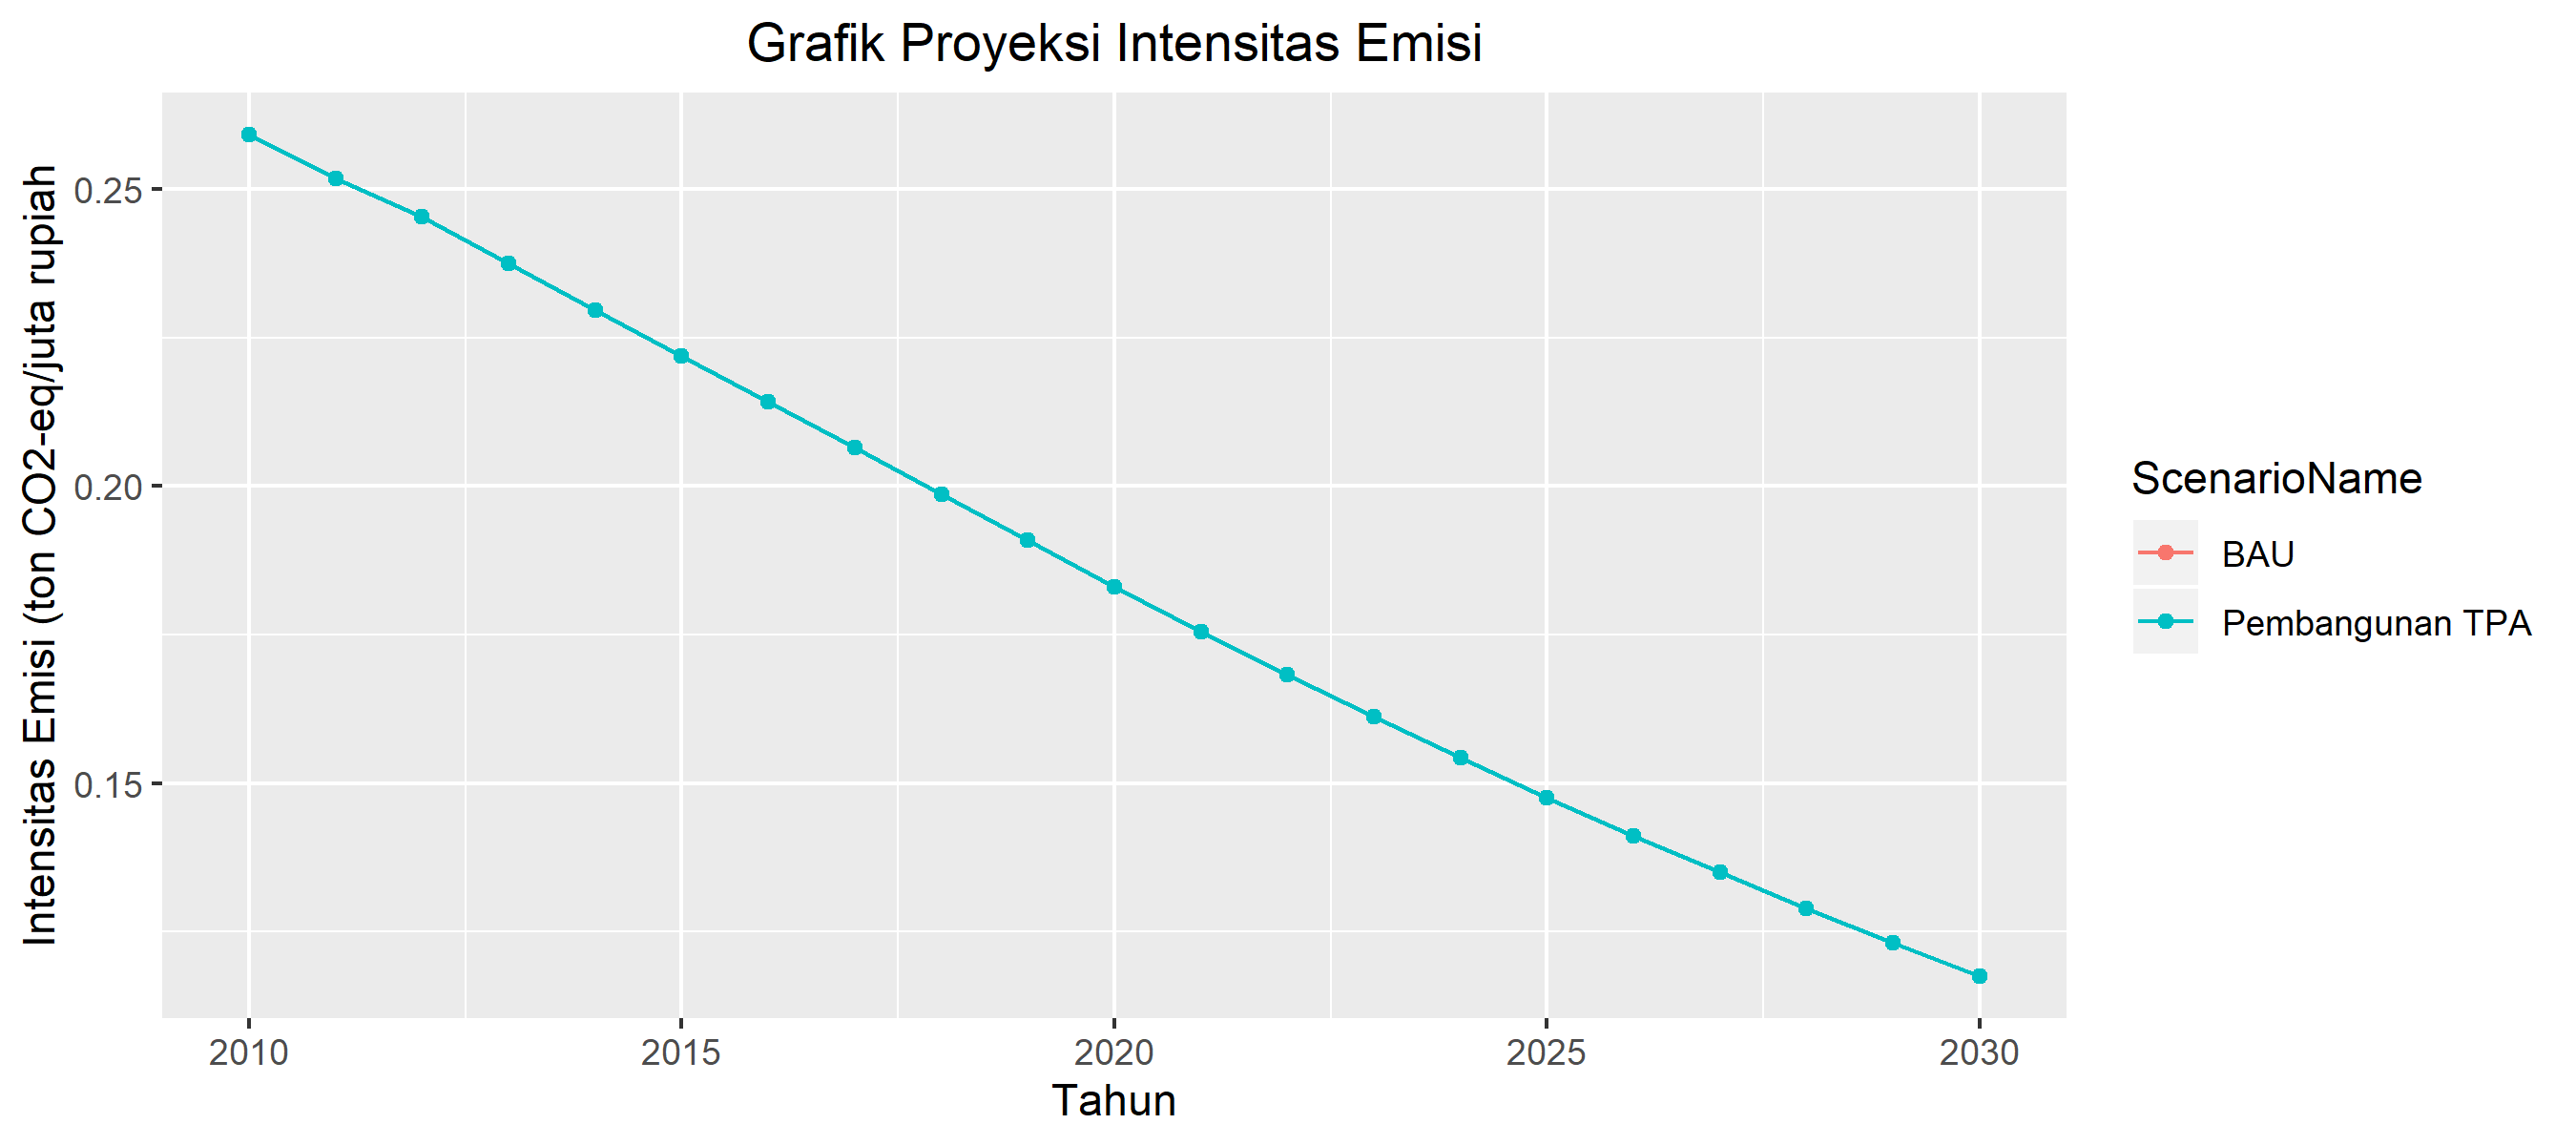 Grafik Proyeksi Intensitas Emisi
Intensitas Emisi (ton CO2-eq/juta rupiah
0.25
0.20
0.15
2010
2015
2020
2025
2030
Tahun
ScenarioName
BAU
Pembangunan TPA